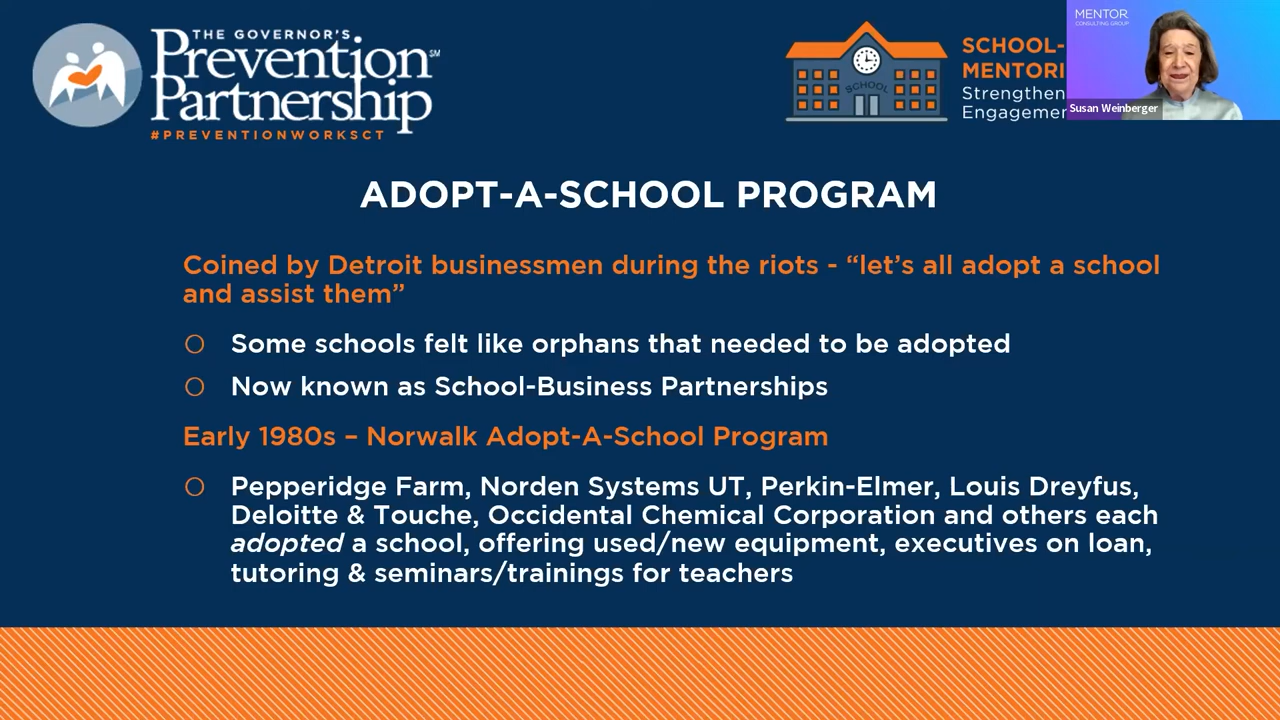 THE GOVERNOR'S
Prevention
Partnership℠
#PREVENTIONWORKSCT
SCHOOL
SCHOOL-
MENTORI
Strengthen
Engagemen
MENTOR
CONSULTING GROUP
Susan Weinberger
ADOPT-A-SCHOOL PROGRAM
Coined by Detroit businessmen during the riots - “let’s all adopt a school
and assist them”
Some schools felt like orphans that needed to be adopted
Now known as School-Business Partnerships
Early 1980s – Norwalk Adopt-A-School Program
Pepperidge Farm, Norden Systems UT, Perkin-Elmer, Louis Dreyfus,
Deloitte & Touche, Occidental Chemical Corporation and others each
adopted a school, offering used/new equipment, executives on loan,
tutoring & seminars/trainings for teachers